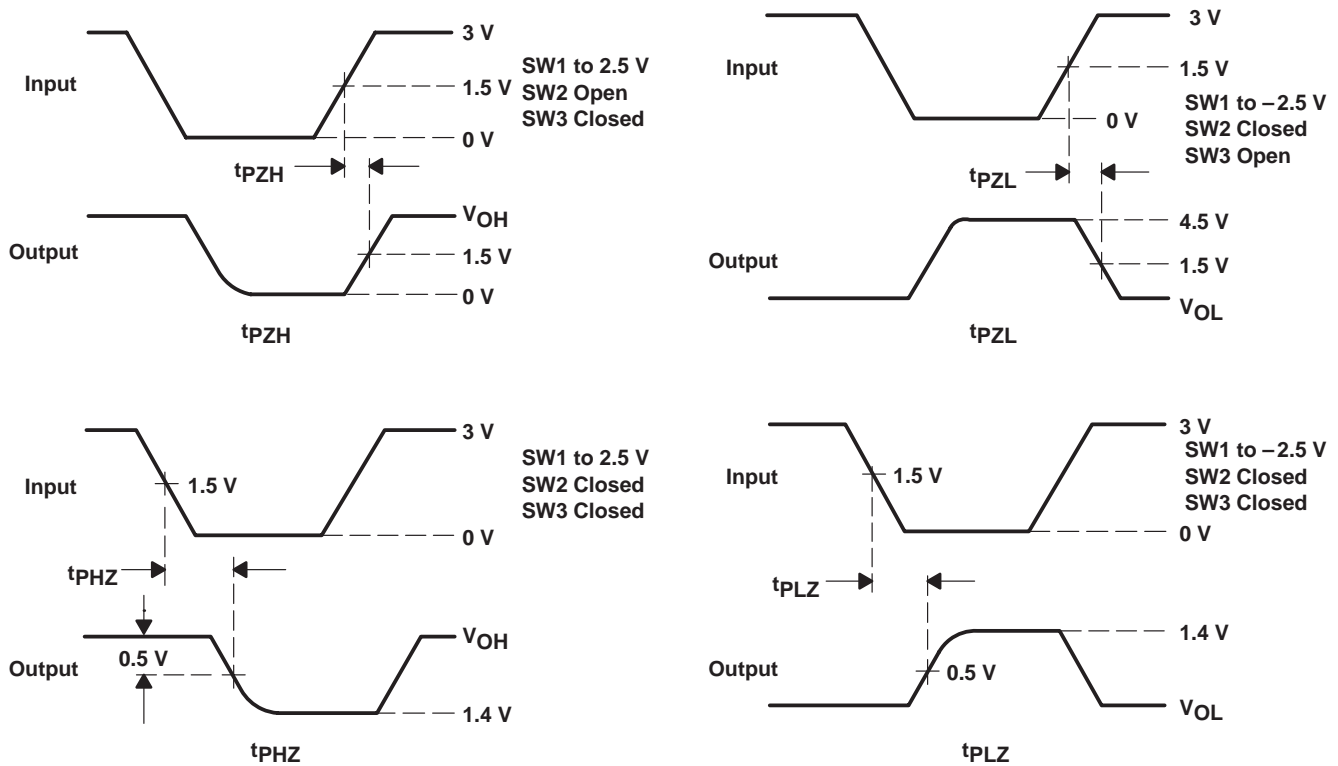 3 V
Input
1.5 V
0 V
SW1 to 2.5 V
SW2 Open
SW3 Closed
tPZH
VOH
Output
1.5 V
0 V
tPZH
3 V
Input
1.5 V
0 V
SW1 to –2.5 V
SW2 Closed
SW3 Open
tPZL
4.5 V
Output
1.5 V
VOL
tPZL
3 V
Input
1.5 V
0 V
SW1 to 2.5 V
SW2 Closed
SW3 Closed
tPHZ
VOH
Output
0.5 V
1.4 V
tPHZ
3 V
SW1 to –2.5 V
SW2 Closed
SW3 Closed
Input
1.5 V
0 V
tPLZ
1.4 V
Output
0.5 V
VOL
tPLZ